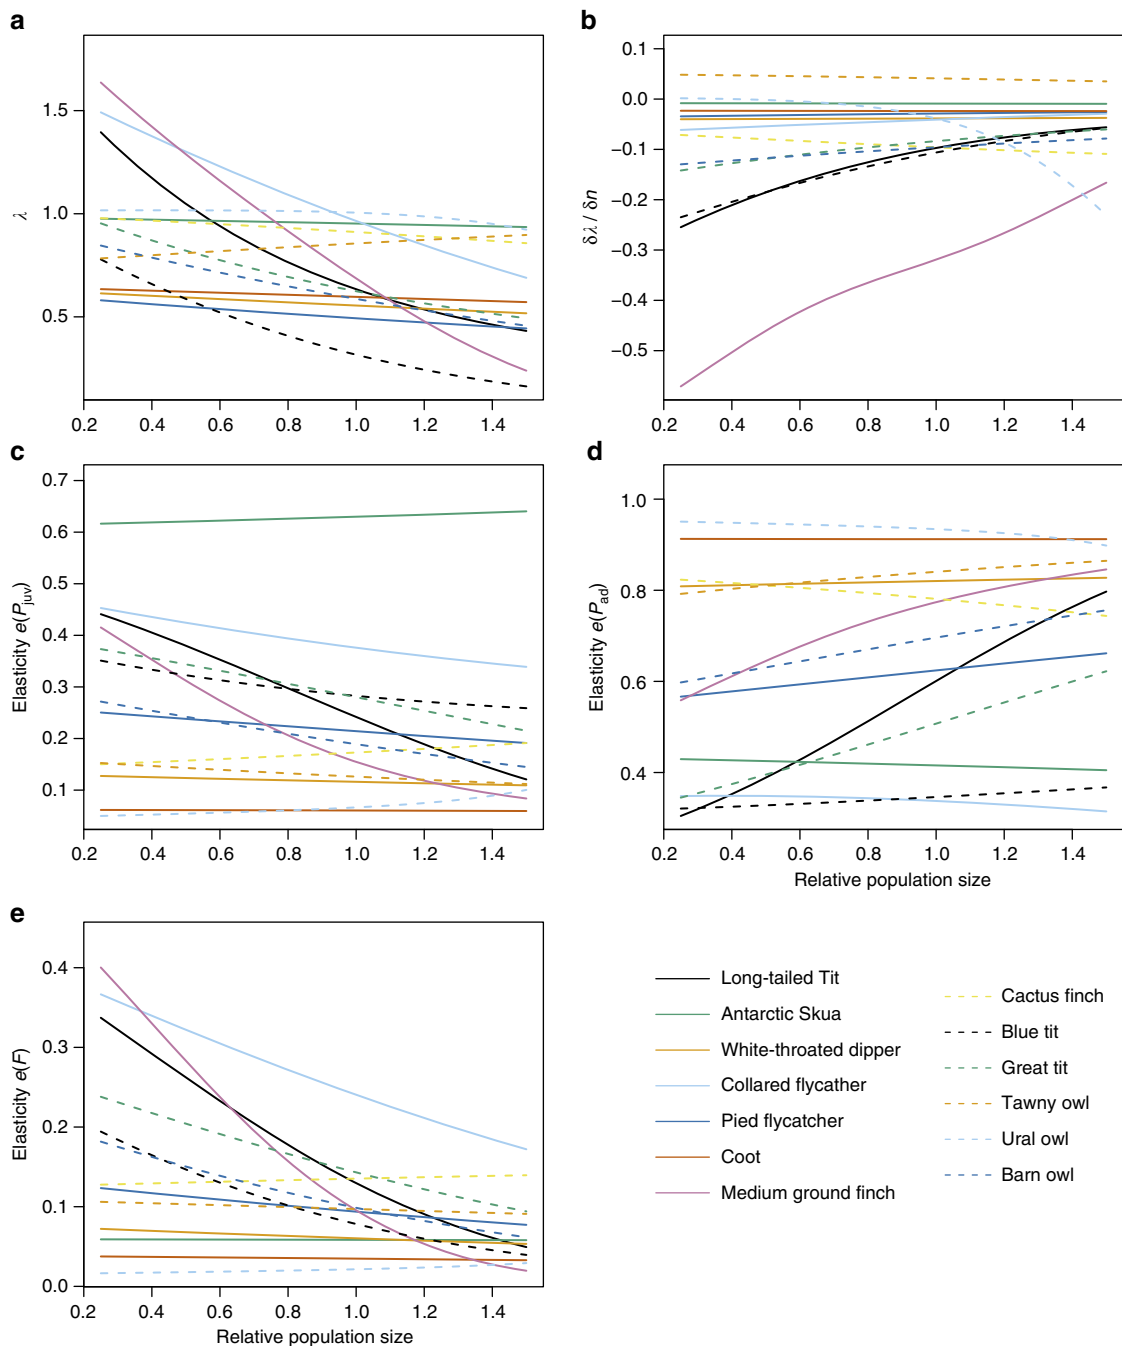 a
λ
1.5
1.0
0.5
0.2 0.4 0.6 0.8 1.0 1.2 1.4
b
δλ / δn
0.1
0.0
−0.1
−0.2
−0.3
−0.4
−0.5
0.2 0.4 0.6 0.8 1.0 1.2 1.4
c
Elasticity e(Pjuv)
0.7
0.6
0.5
0.4
0.3
0.2
0.1
0.2 0.4 0.6 0.8 1.0 1.2 1.4
d
Elasticity e(Pad)
1.0
0.8
0.6
0.4
0.2 0.4 0.6 0.8 1.0 1.2 1.4
Relative population size
e
Elasticity e(F)
0.4
0.3
0.2
0.1
0.0
0.2 0.4 0.6 0.8 1.0 1.2 1.4
Relative population size
Long-tailed Tit
Antarctic Skua
White-throated dipper
Collared flycather
Pied flycatcher
Coot
Medium ground finch
Cactus finch
Blue tit
Great tit
Tawny owl
Ural owl
Barn owl